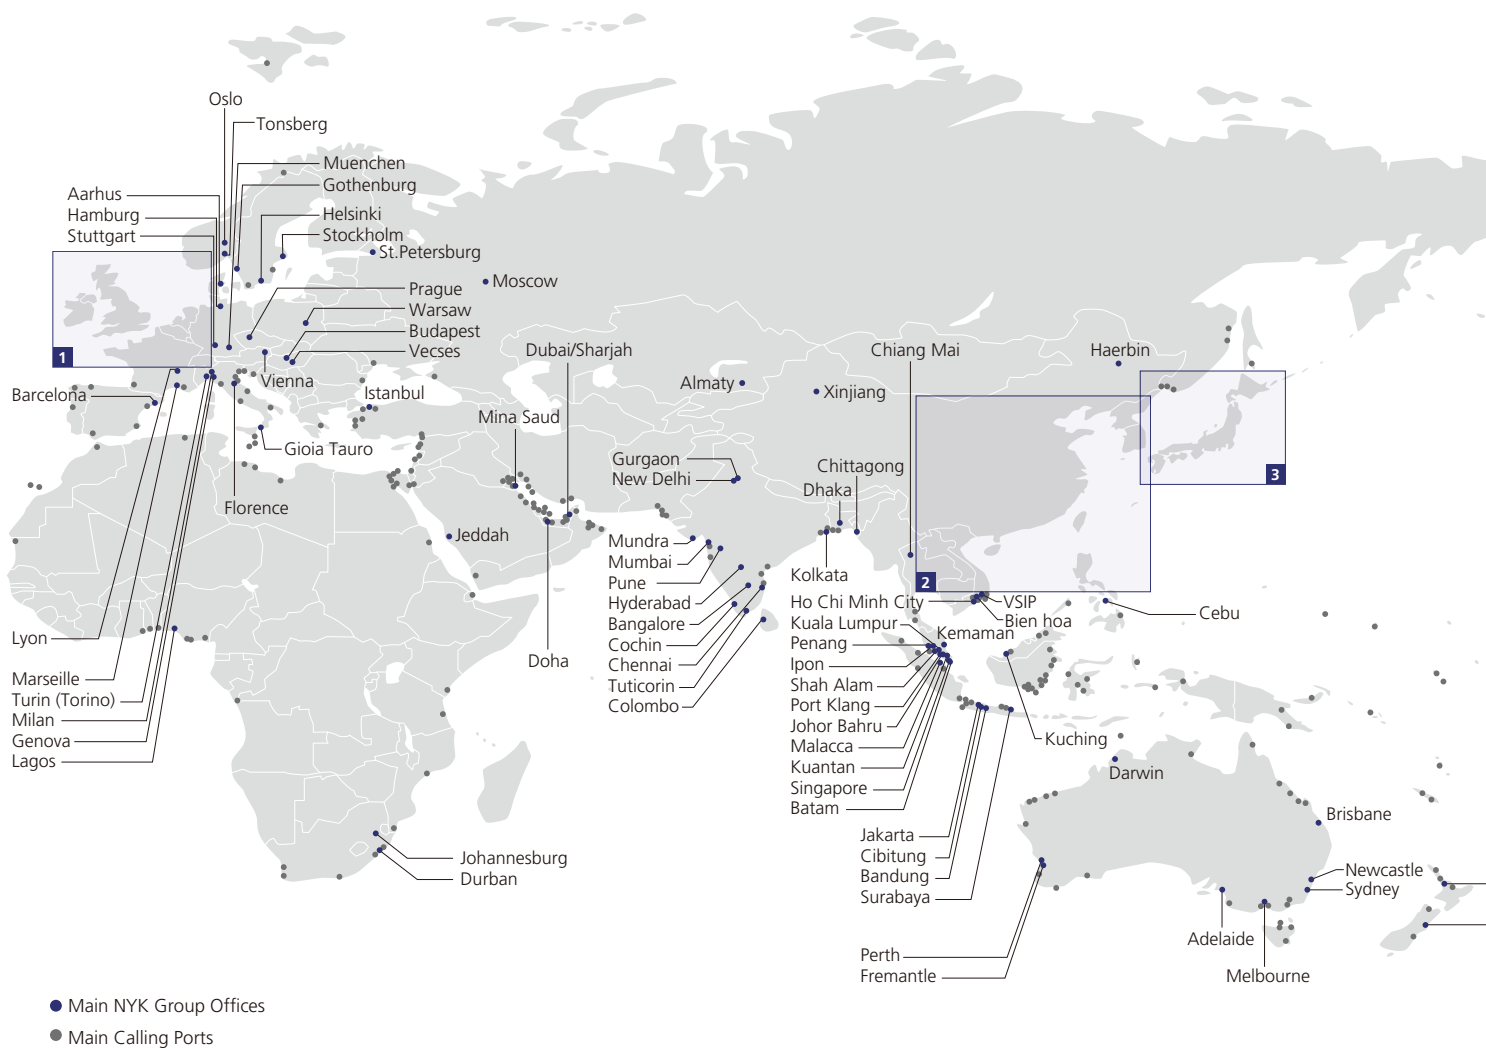 Oslo
Tonsberg
Muenchen
Gothenburg
Aarhus
Hamburg
Stuttgart
Helsinki
Stockholm
St.Petersburg
Moscow
Prague
Warsaw
Budapest
Vecses
1
Vienna
Barcelona
Istanbul
Gioia Tauro
Florence
Dubai/Sharjah
Mina Saud
Jeddah
Doha
Almaty
Xinjiang
Chiang Mai
Haerbin
Gurgaon
New Delhi
Chittagong
Dhaka
3
2
Mundra
Mumbai
Pune
Hyderabad
Bangalore
Cochin
Chennai
Tuticorin
Colombo
Kolkata
Ho Chi Minh City
VSIP
Bien hoa
Cebu
Kuala Lumpur
Kemaman
Penang
Ipon
Shah Alam
Port Klang
Johor Bahru
Malacca
Kuantan
Singapore
Batam
Kuching
Darwin
Lyon
Marseille
Turin (Torino)
Milan
Genova
Lagos
Johannesburg
Durban
Jakarta
Cibitung
Bandung
Surabaya
Perth
Fremantle
Brisbane
Newcastle
Sydney
Adelaide
Melbourne
Main NYK Group Offices
Main Calling Ports